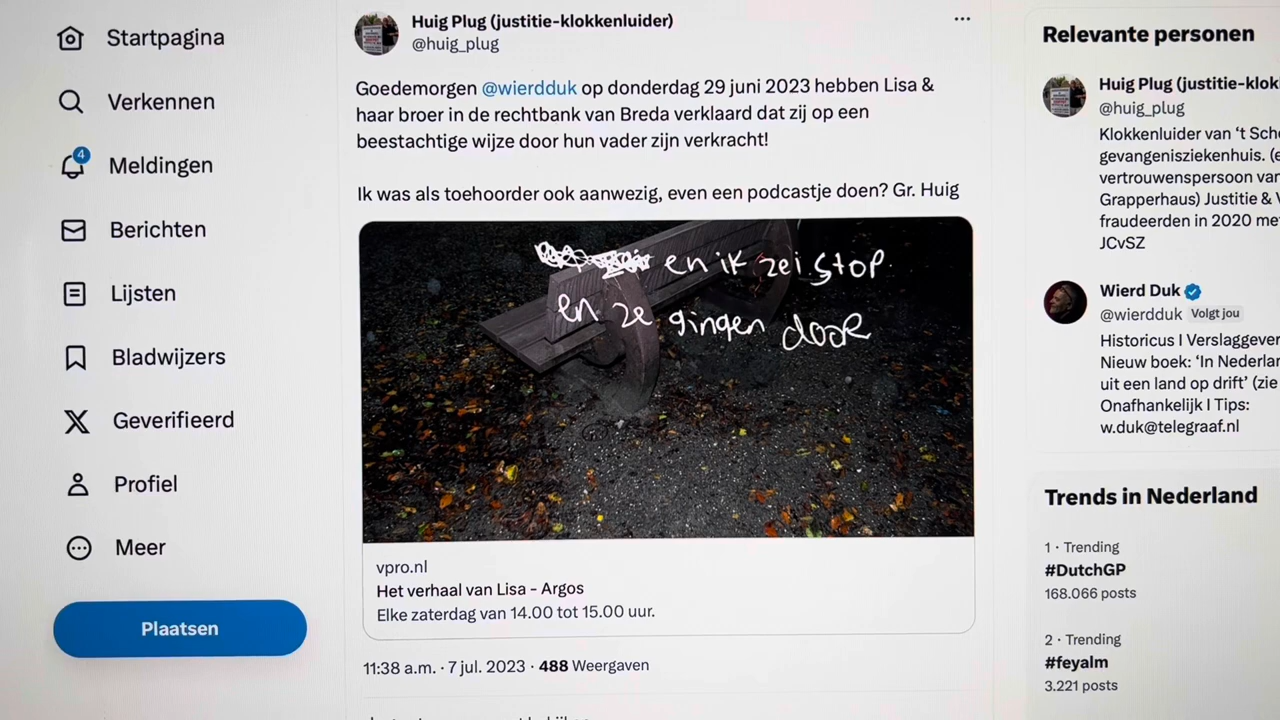 Startpagina
Verkennen
4
Meldingen
Berichten
Lijsten
Bladwijzers
Geverifieerd
Profiel
Meer
Plaatsen
Huig Plug (justitie-klokkenluider)
@huig_plug
Goedemorgen @wierdduk op donderdag 29 juni 2023 hebben Lisa &
haar broer in de rechtbank van Breda verklaard dat zij op een
beestachtige wijze door hun vader zijn verkracht!
Ik was als toehoorder ook aanwezig, even een podcastje doen? Gr. Huig
en ik zei stop
en ze gingen door
vpro.nl
Het verhaal van Lisa - Argos
Elke zaterdag van 14.00 tot 15.00 uur.
11:38 a.m. · 7 jul. 2023 · 488 Weergaven
Relevante personen
Huig Plug (justitie-klok
@huig_plug
Klokkenluider van ‘t Sch
gevangenisziekenhuis. (e
vertrouwenspersoon van
Grapperhaus) Justitie & V
fraudeerden in 2020 me
JCvSZ
Wierd Duk
@wierdduk Volgt jou
Historicus I Verslaggever
Nieuw boek: ‘In Nederlan
uit een land op drift’ (zie
Onafhankelijk I Tips:
w.duk@telegraaf.nl
Trends in Nederland
1 · Trending
#DutchGP
168.066 posts
2 · Trending
#feyalm
3.221 posts